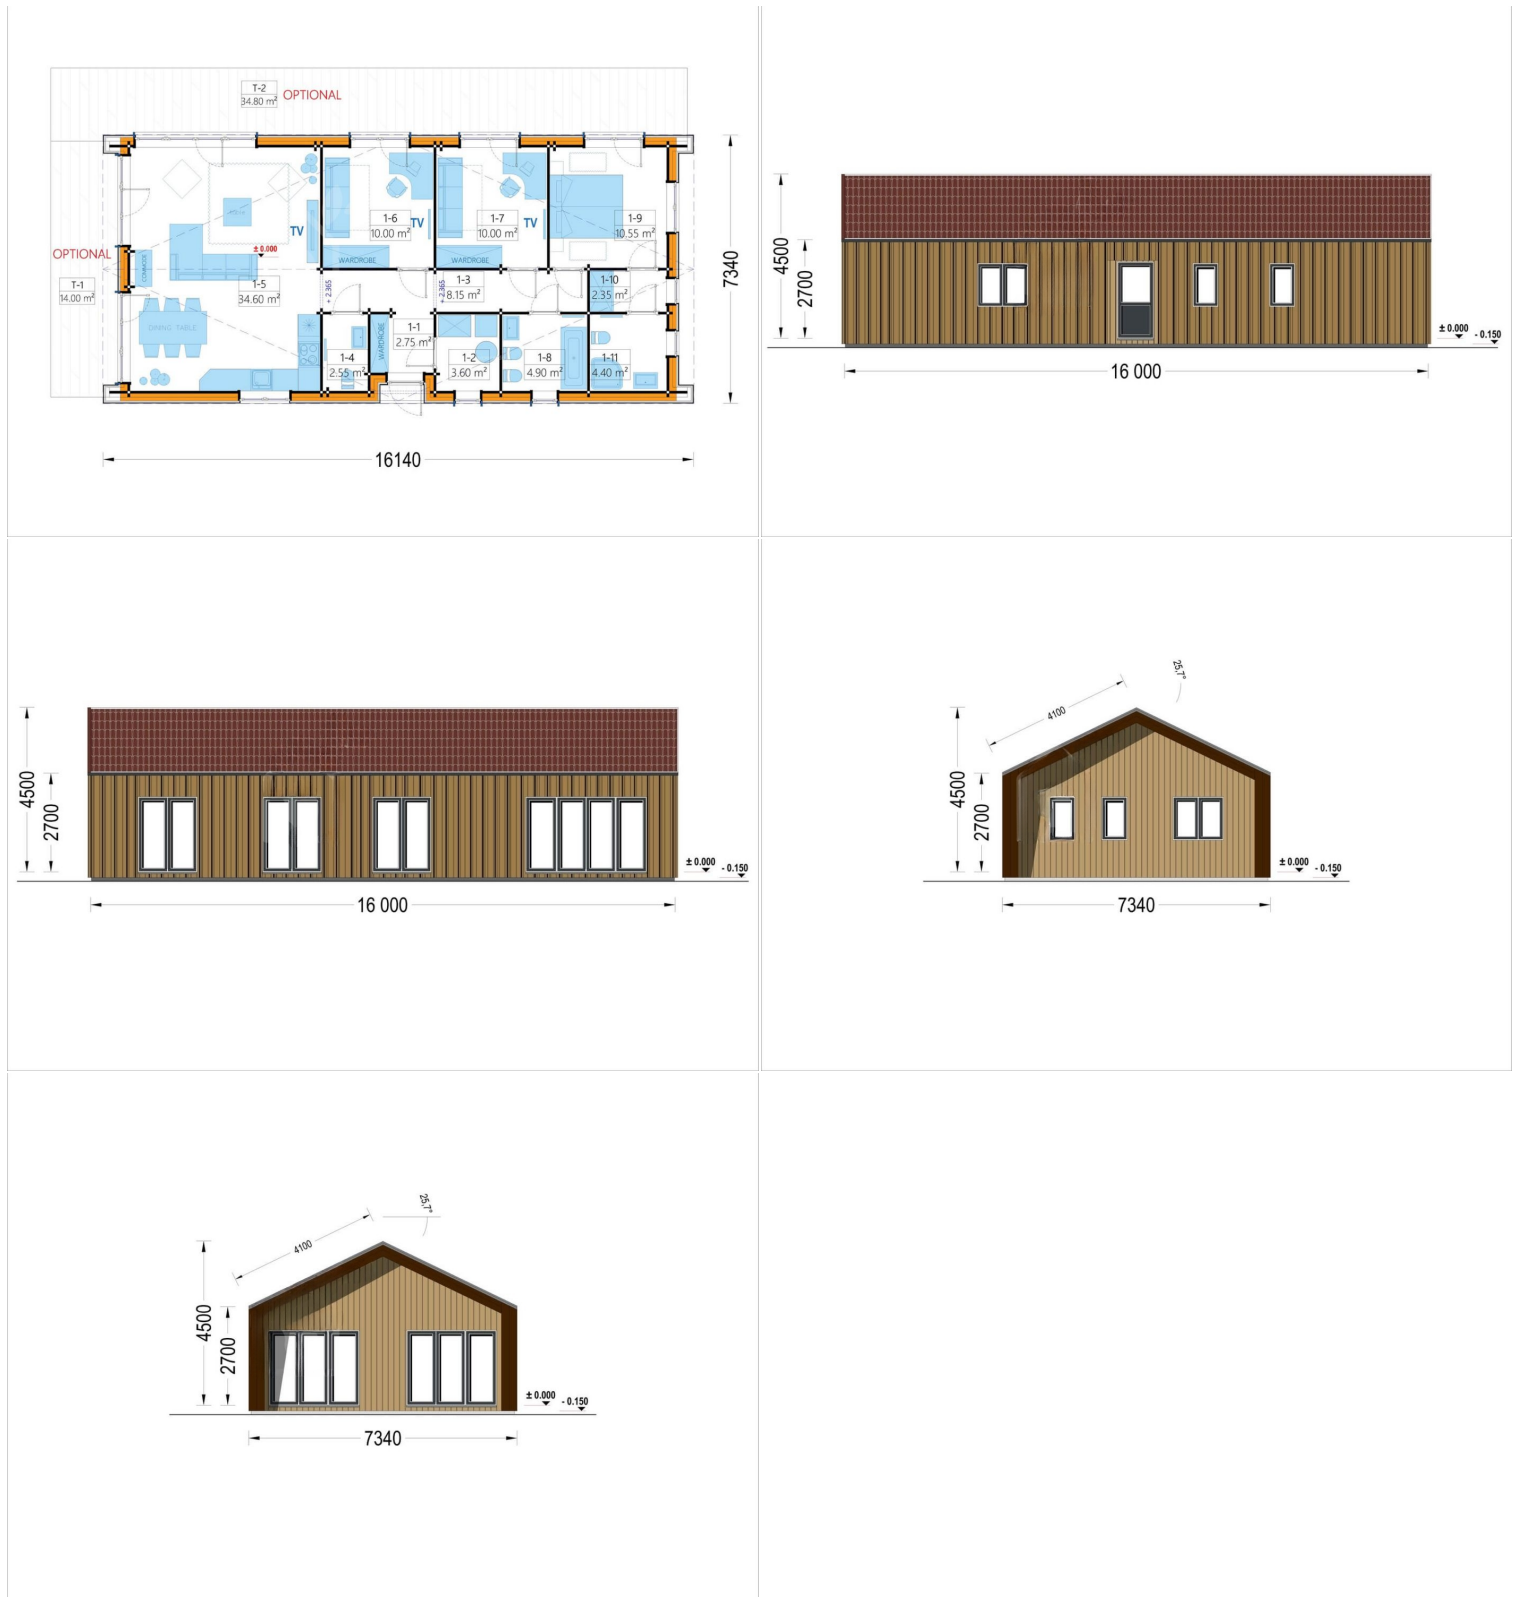 T-2
34.80 m²
OPTIONAL
1-6
10.00 m²
TV
1-7
10.00 m²
TV
1-9
10.55 m²
TV
OPTIONAL
± 0.000
COMMODE
WARDROBE
WARDROBE
T-1
14.00 m²
1-5
34.60 m²
+ 2.365
+ 2.365
1-3
8.15 m²
1-10
2.35 m²
DINING TABLE
WARDROBE
1-1
2.75 m²
1-4
2.55 m²
1-2
3.60 m²
1-8
4.90 m²
1-11
4.40 m²
7340
16140
4500
2700
± 0.000
- 0.150
16 000
4500
2700
± 0.000
- 0.150
16 000
25,7°
4100
4500
2700
± 0.000
- 0.150
7340
25,7°
4100
4500
2700
± 0.000
- 0.150
7340